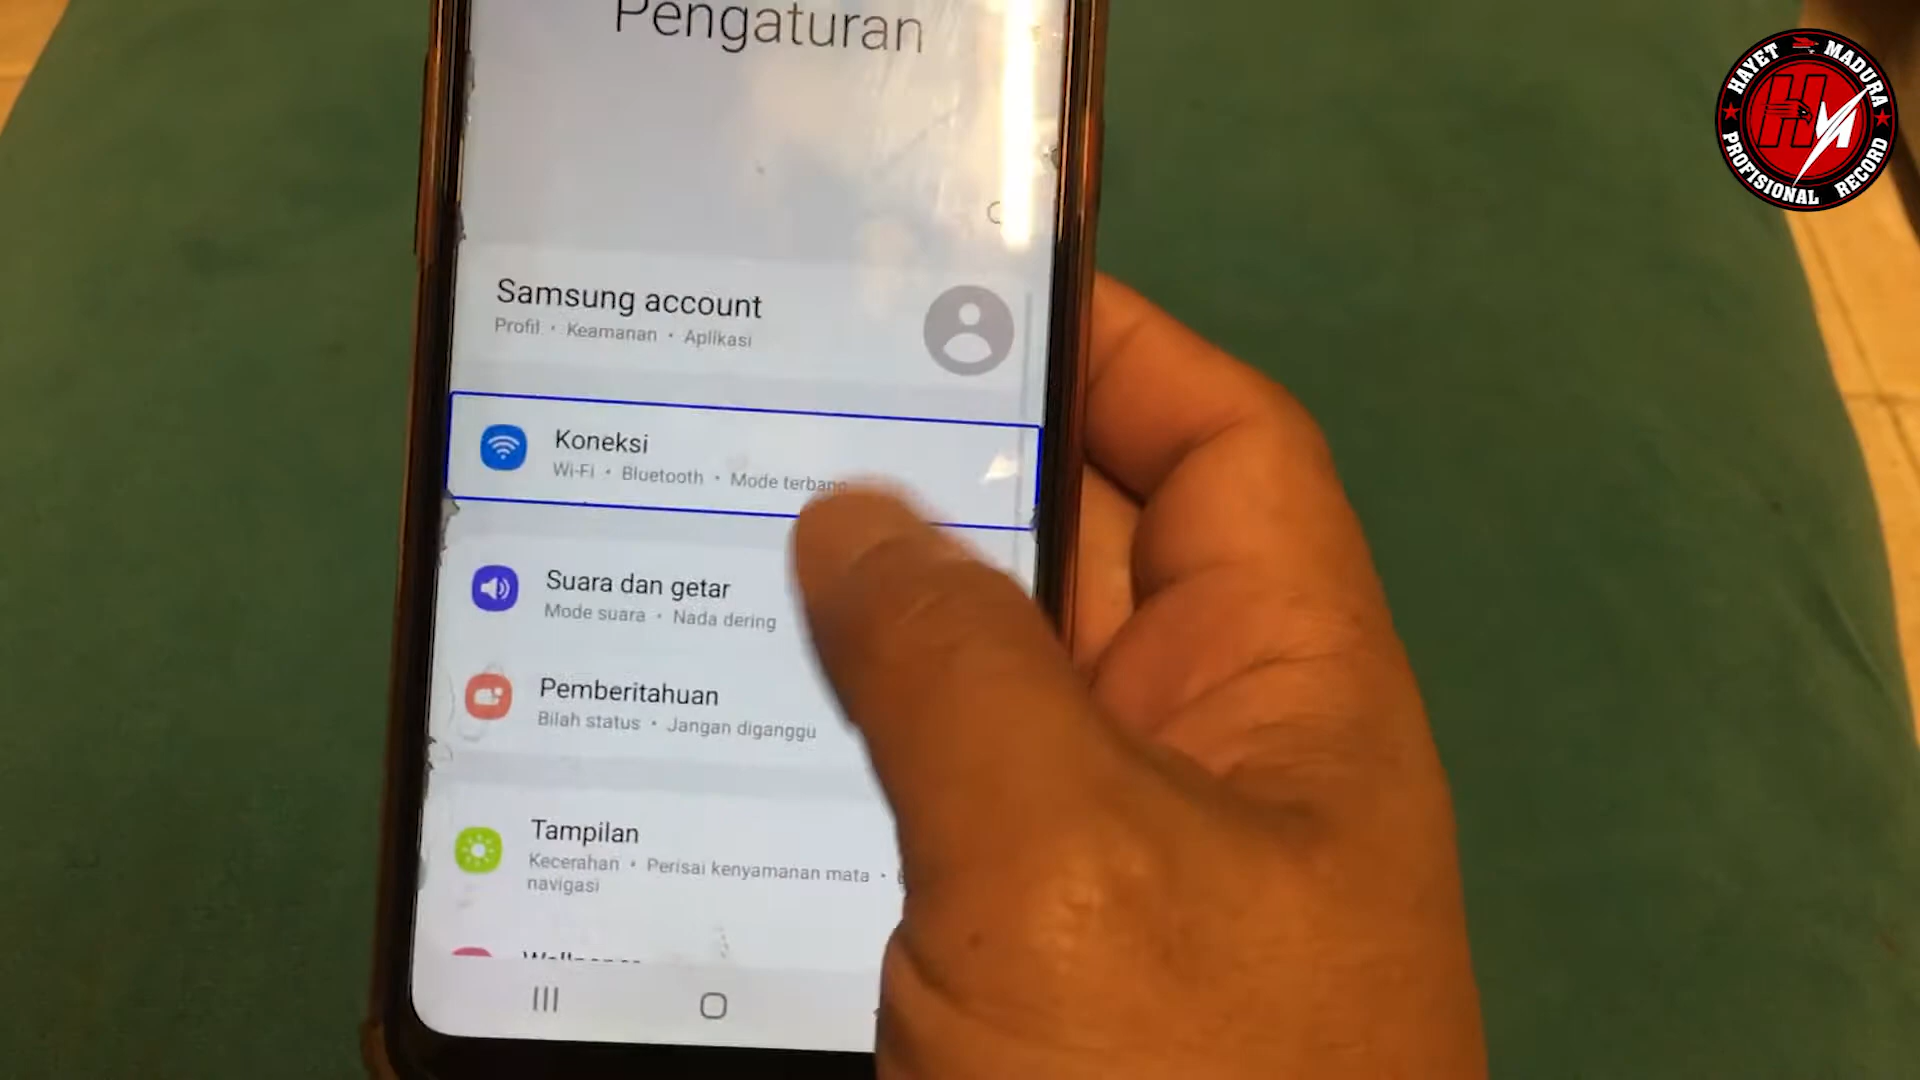 Pengaturan
Samsung account
Profil • Keamanan • Aplikasi
Koneksi
Wi-Fi • Bluetooth • Mode terbang
Suara dan getar
Mode suara • Nada dering
Pemberitahuan
Bilah status • Jangan diganggu
Tampilan
Kecerahan • Perisai kenyamanan mata •
navigasi
HAYET MADURA
HM
PROFISIONAL RECORD